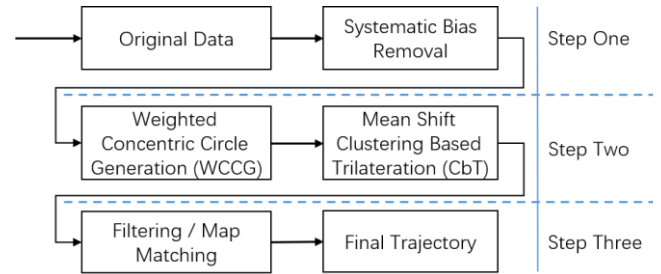 Original Data
Systematic Bias
Removal
Step One
Weighted
Concentric Circle
Generation (WCCG)
Mean Shift
Clustering Based
Trilateration (CbT)
Step Two
Filtering / Map
Matching
Final Trajectory
Step Three